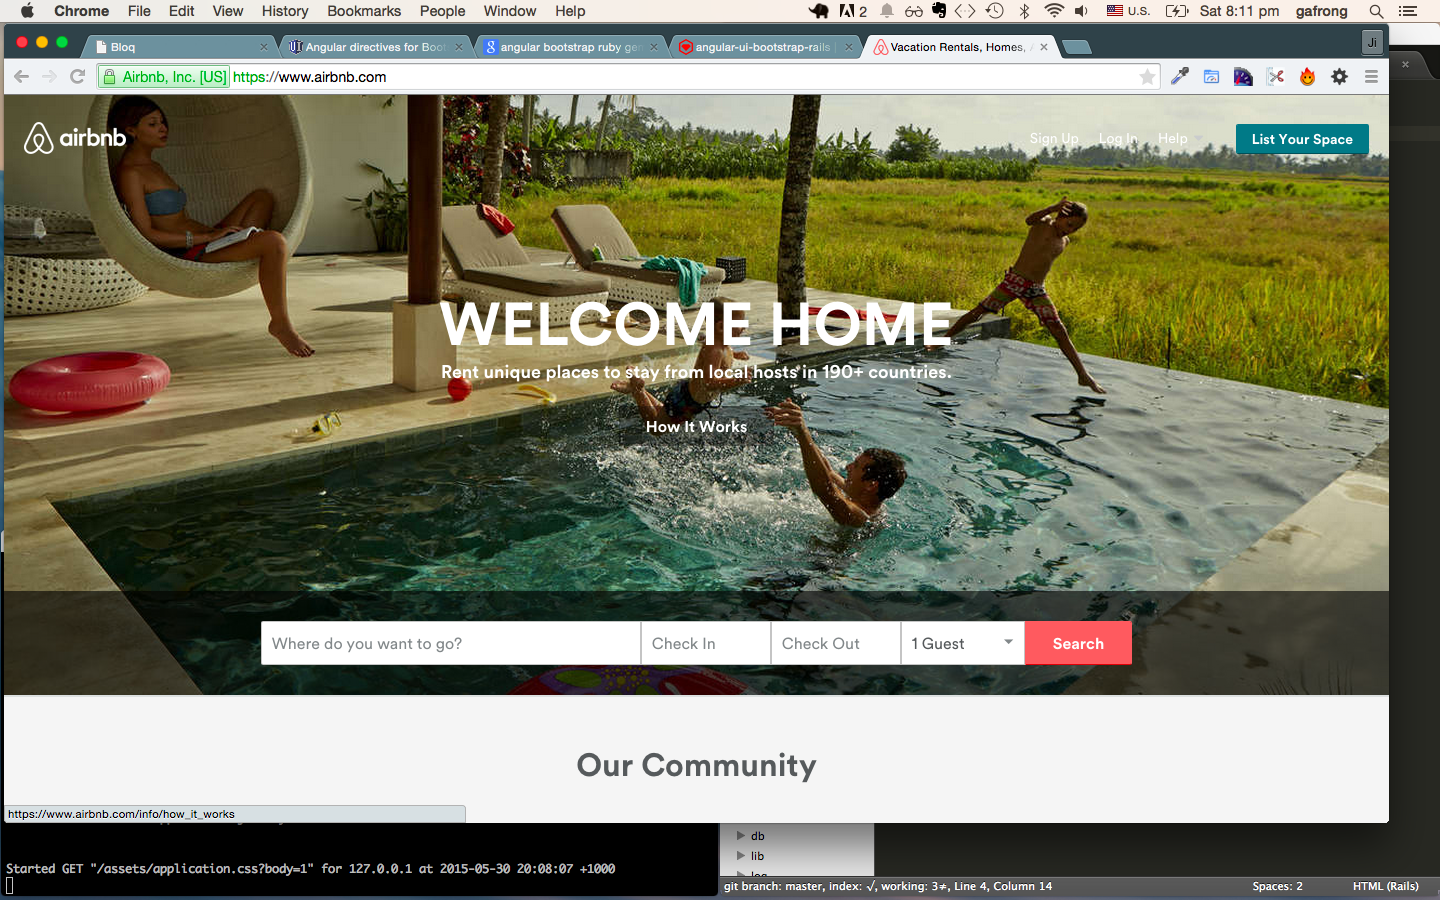 Chrome File Edit View History Bookmarks People Window Help
2 U.S. Sat 8:11 pm gafrong
Bloq
Angular directives for Boot
angular bootstrap ruby gen
angular-ui-bootstrap-rails |
Vacation Rentals, Homes,
Ji
Airbnb, Inc. [US] https://www.airbnb.com
airbnb
Sign Up Log In Help List Your Space
WELCOME HOME
Rent unique places to stay from local hosts in 190+ countries.
How It Works
Where do you want to go? Check In Check Out 1 Guest Search
Our Community
https://www.airbnb.com/info/how_it_works
db
lib
log
Started GET "/assets/application.css?body=1" for 127.0.0.1 at 2015-05-30 20:08:07 +1000
git branch: master, index: √, working: 3≠, Line 4, Column 14 Spaces: 2 HTML (Rails)